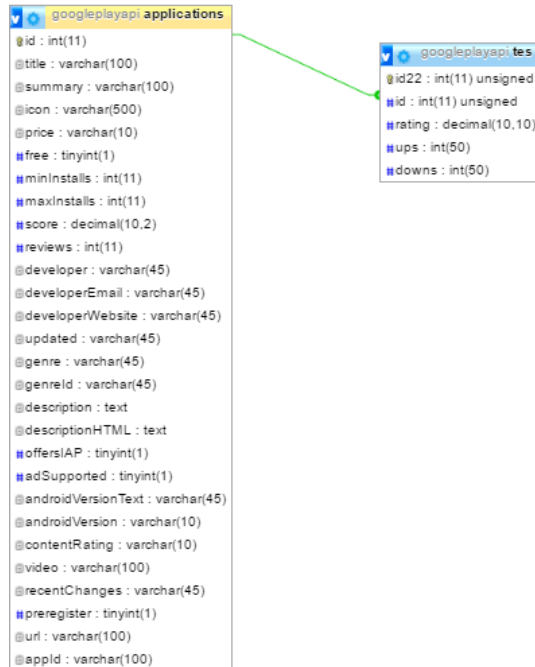 googleplayapi applications
id : int(11)
title : varchar(100)
summary : varchar(100)
icon : varchar(500)
price : varchar(10)
free : tinyint(1)
minInstalls : int(11)
maxInstalls : int(11)
score : decimal(10,2)
reviews : int(11)
developer : varchar(45)
developerEmail : varchar(45)
developerWebsite : varchar(45)
updated : varchar(45)
genre : varchar(45)
genreId : varchar(45)
description : text
descriptionHTML : text
offersIAP : tinyint(1)
adSupported : tinyint(1)
androidVersionText : varchar(45)
androidVersion : varchar(10)
contentRating : varchar(10)
video : varchar(100)
recentChanges : varchar(45)
preregister : tinyint(1)
url : varchar(100)
appId : varchar(100)
googleplayapi tes
id22 : int(11) unsigned
id : int(11) unsigned
rating : decimal(10,10)
ups : int(50)
downs : int(50)